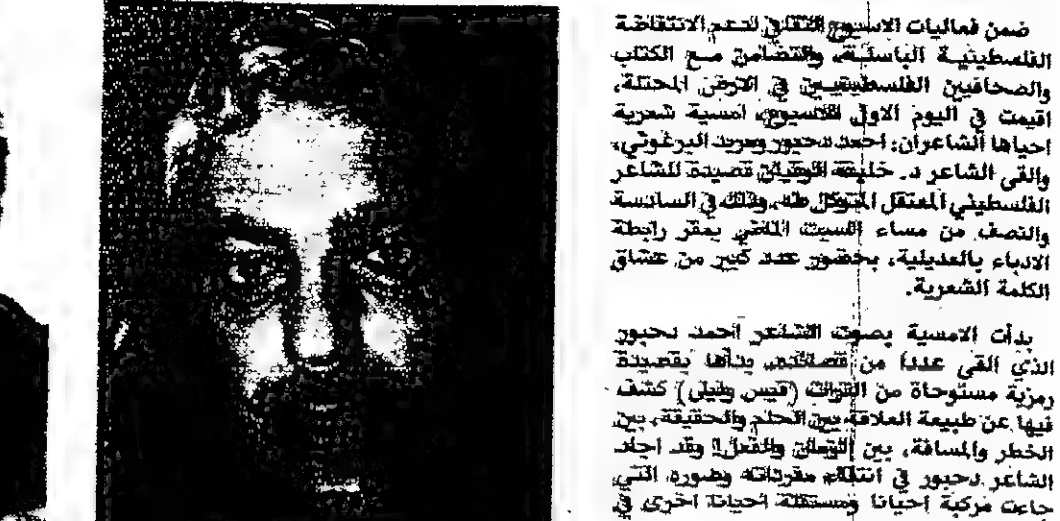 ضمن فعاليات الاسبوع الثقافي لدعم الانتفاضة
الفلسطينية الباسلة، والتضامن مع الكتاب
والصحافيين الفلسطينيين في الارض المحتلة،
اقيمت في اليوم الاول للاسبوع، امسية شعرية
احياها الشاعران: احمد دحبور ومريد البرغوثي،
والقى الشاعر د. خليفة الوقيان قصيدة للشاعر
الفلسطيني المعتقل المتوكل طه، وذلك في السادسة
والنصف من مساء السبت الماضي بمقر رابطة
الادباء بالعديلية، بحضور عدد كبير من عشاق
الكلمة الشعرية.
بدأت الامسية بصوت الشاعر احمد دحبور
الذي القى عددا من قصائده، بدأها بقصيدة
رمزية مستوحاة من التراث (قيس وليلى) كشف
فيها عن طبيعة العلاقة بين الحلم والحقيقة، بين
الخطر والمسافة، بين والفعل! وقد اجاد
الشاعر دحبور في انتقاء مفرداته وصوره التي
جاءت مركبة احيانا ومستقلة احيانا اخرى في